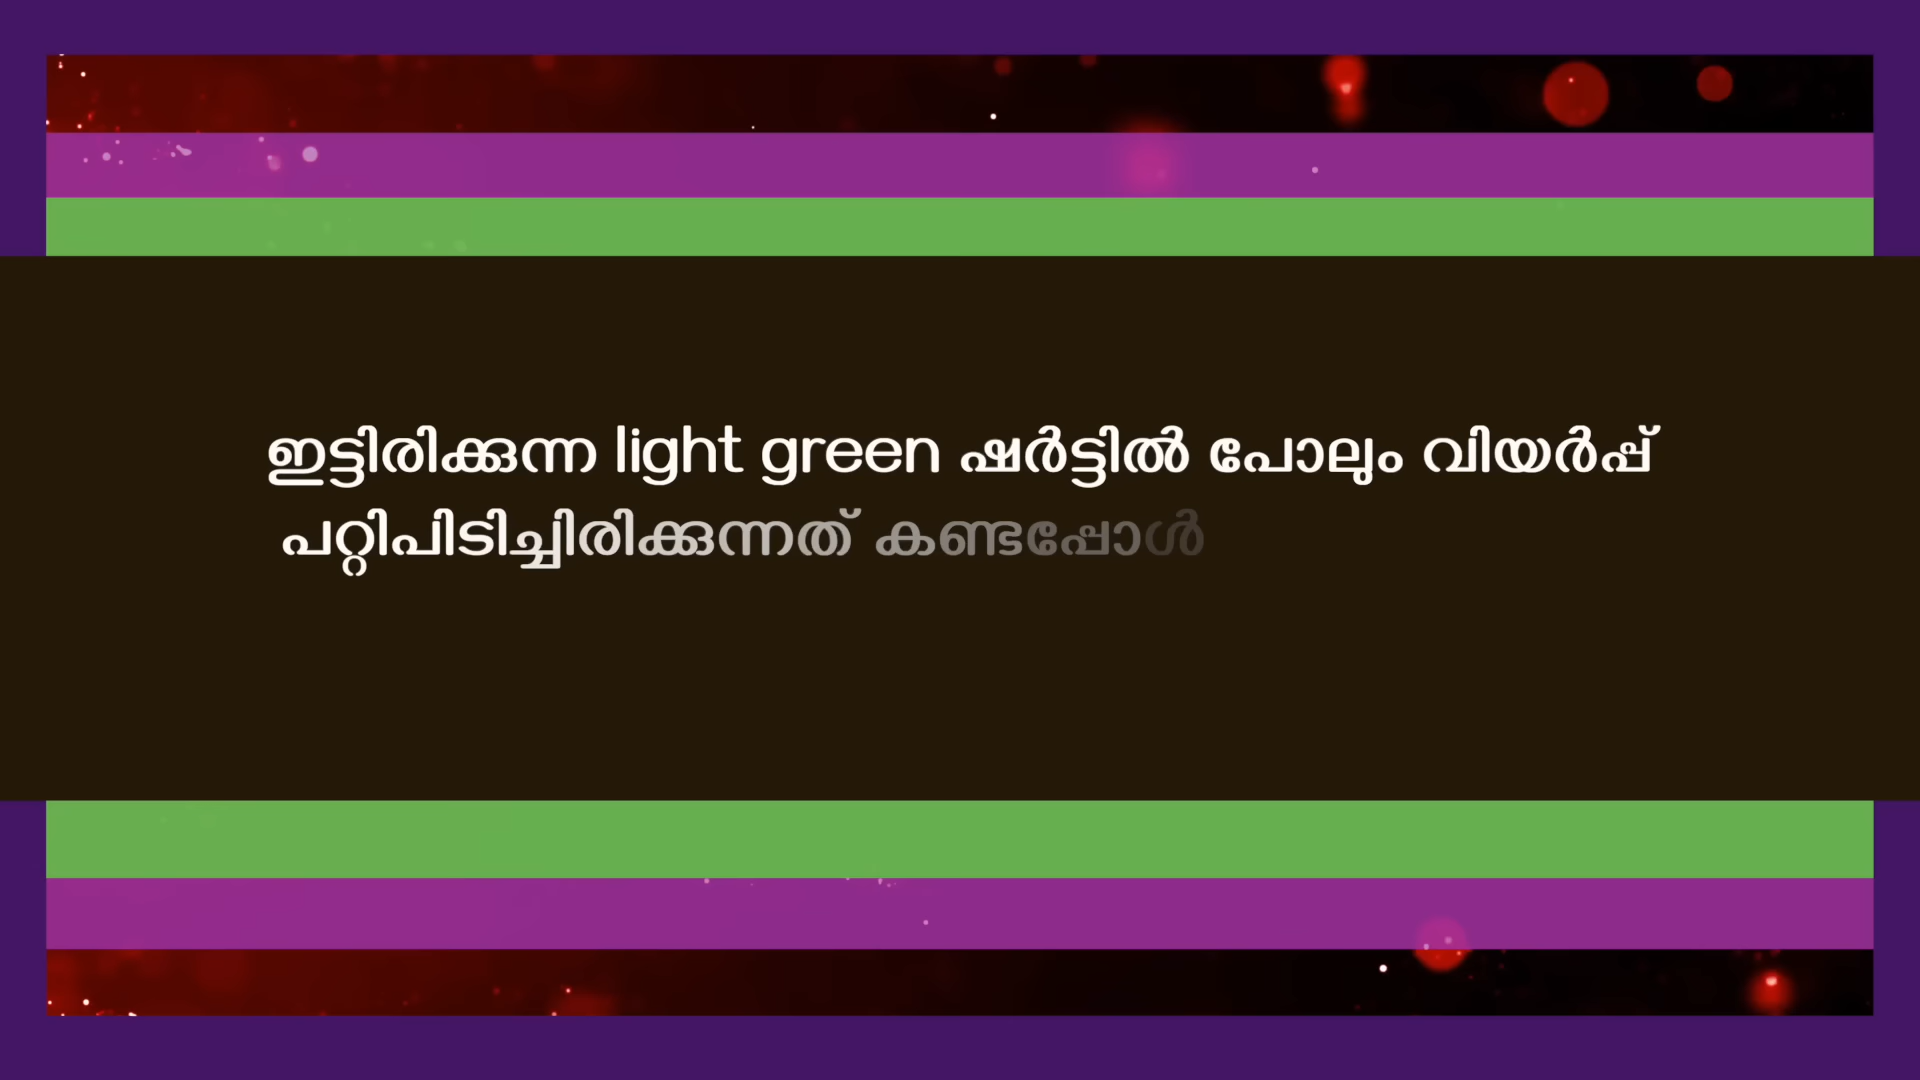 ഇട്ടിരിക്കുന്ന light green ഷർട്ടിൽ പോലും വിയർപ്പ്
പറ്റിപിടിച്ചിരിക്കുന്നത് കണ്ടപ്പോൾ